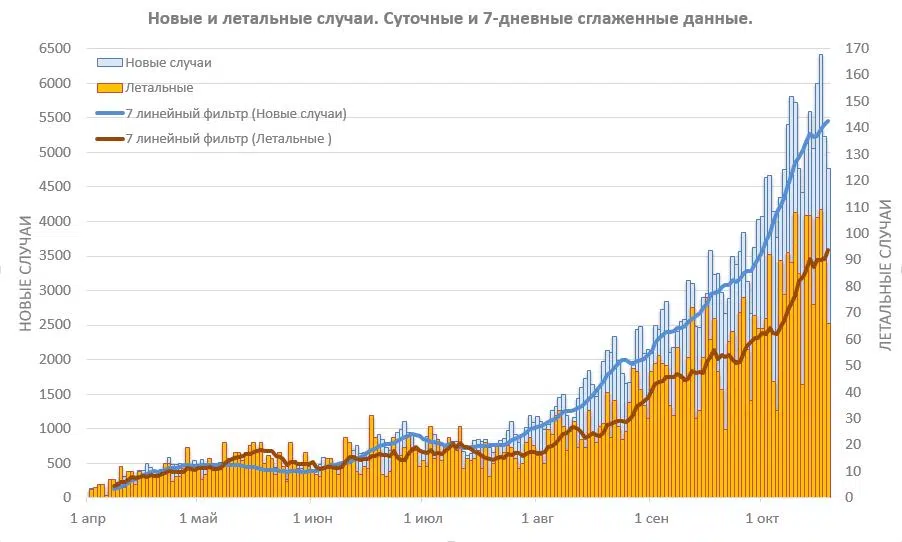 Новые и летальные случаи. Суточные и 7-дневные сглаженные данные.
Новые случаи
Летальные
7 линейный фильтр (Новые случаи)
7 линейный фильтр (Летальные )
НОВЫЕ СЛУЧАИ
6500
6000
5500
5000
4500
4000
3500
3000
2500
2000
1500
1000
500
0
170
160
150
140
130
120
110
100
90
80
70
60
50
40
30
20
10
0
ЛЕТАЛЬНЫЕ СЛУЧАИ
1 апр
1 май
1 июн
1 июл
1 авг
1 сен
1 окт